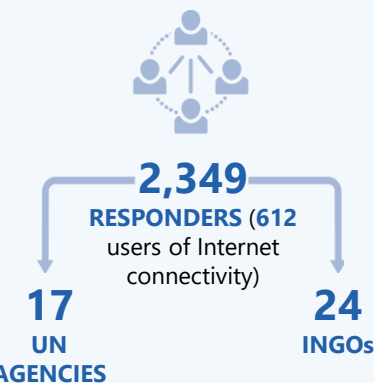 2,349
RESPONDERS (612
users of Internet
connectivity)
17
UN
AGENCIES
24
INGOs